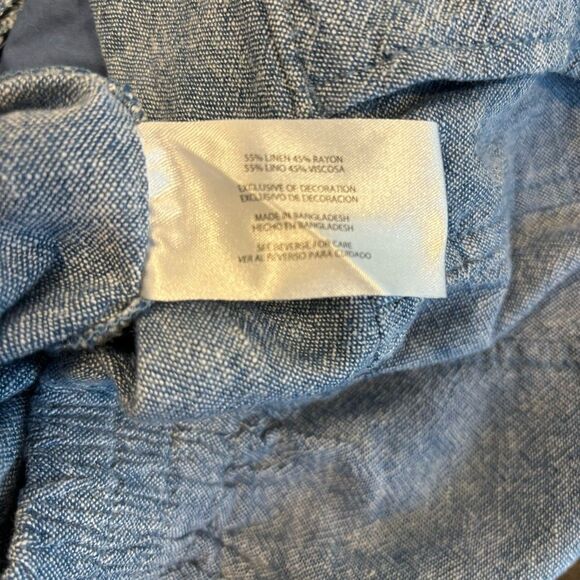 55% LINEN 45% RAYON
55% LINO 45% VISCOSA
EXCLUSIVE OF DECORATION
EXCLUSIVO DE DECORACION
MADE IN BANGLADESH
HECHO EN BANGLADESH
SEE REVERSE FOR CARE
VER AL REVERSO PARA CUIDADO